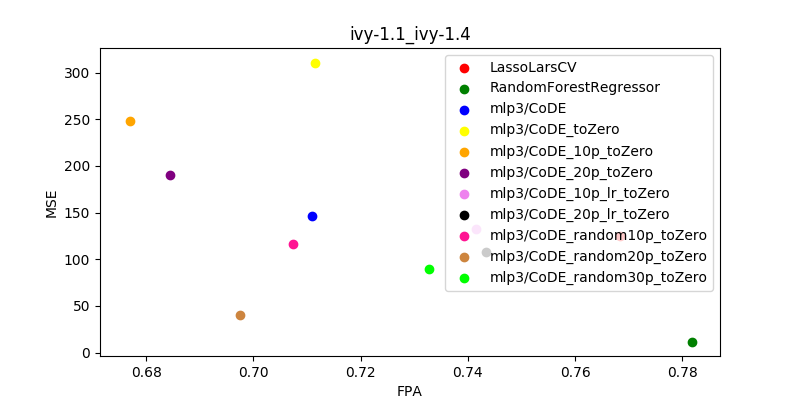 ivy-1.1_ivy-1.4
300
250
200
150
100
50
0
MSE
LassoLarsCV
RandomForestRegressor
mlp3/CoDE
mlp3/CoDE_toZero
mlp3/CoDE_10p_toZero
mlp3/CoDE_20p_toZero
mlp3/CoDE_10p_lr_toZero
mlp3/CoDE_20p_lr_toZero
mlp3/CoDE_random10p_toZero
mlp3/CoDE_random20p_toZero
mlp3/CoDE_random30p_toZero
0.68 0.70 0.72 0.74 0.76 0.78
FPA